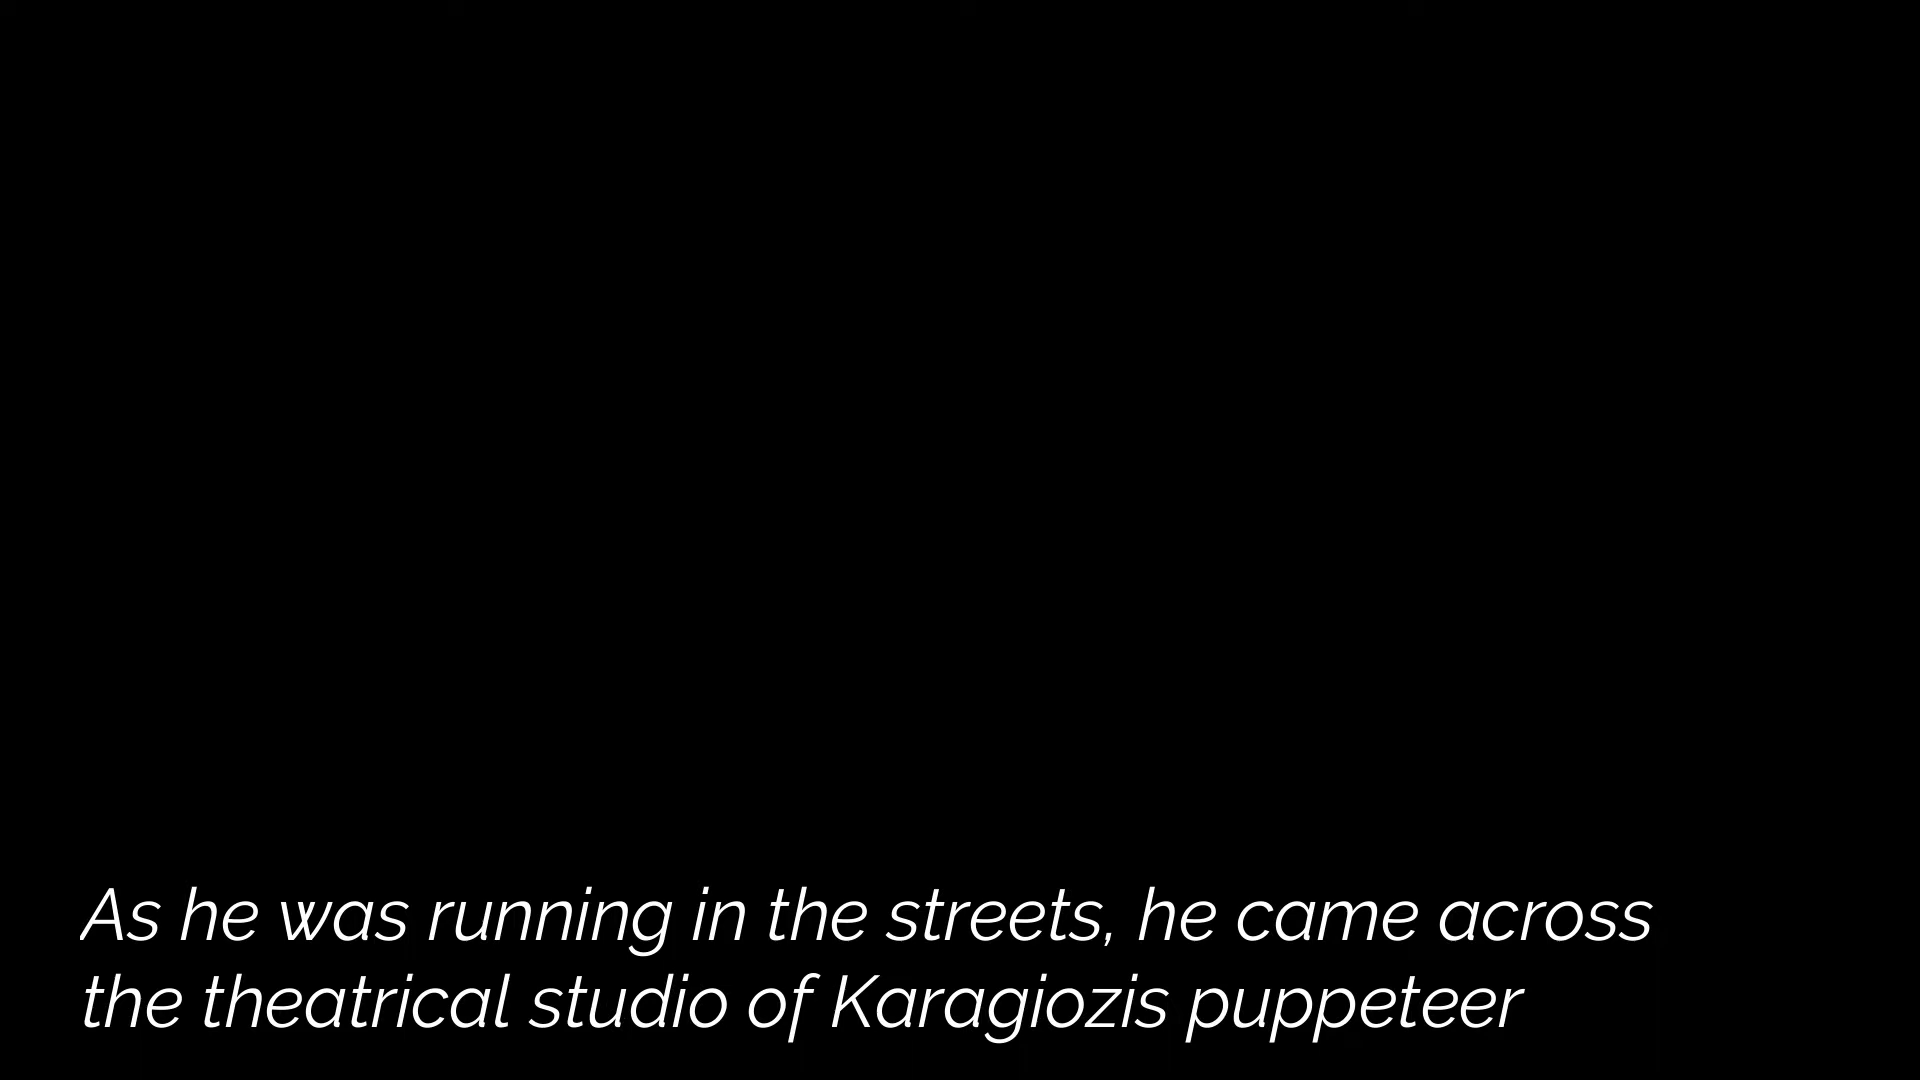 As he was running in the streets, he came across
the theatrical studio of Karagiozis puppeteer